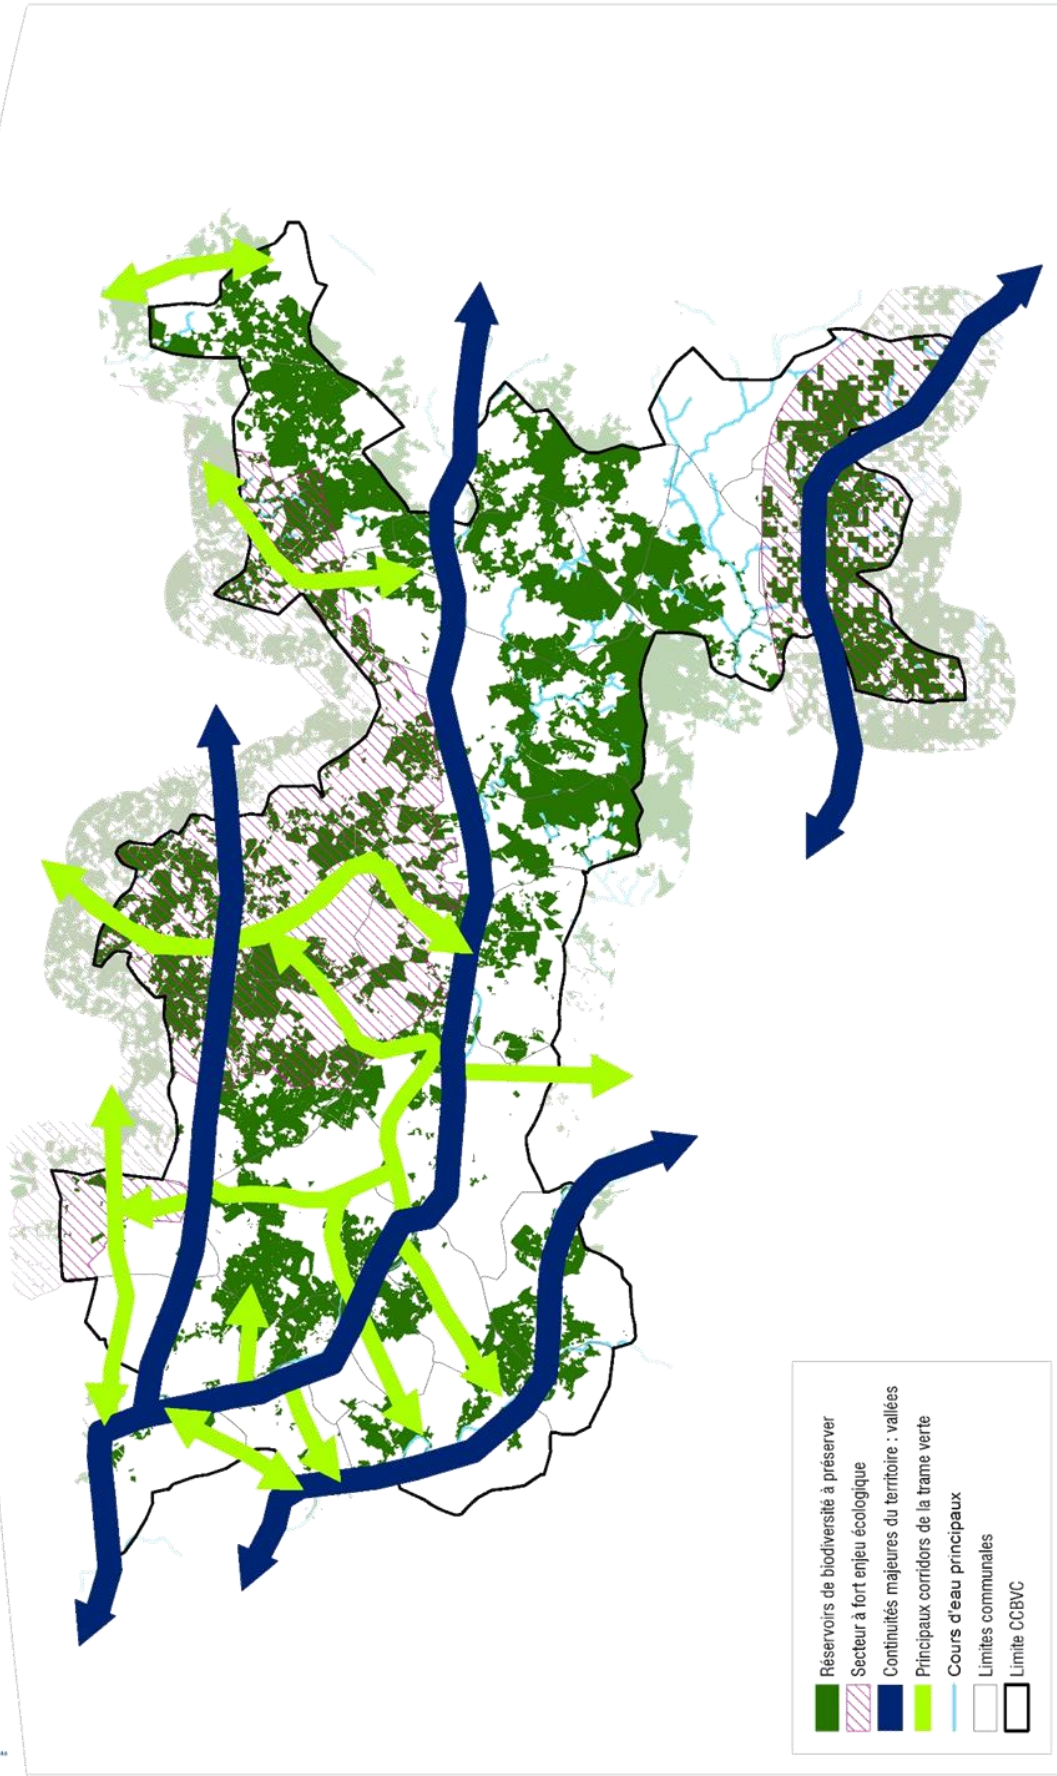 Réservoirs de biodiversité à préserver
Secteur à fort enjeu écologique
Continuités majeures du territoire : vallées
Principaux corridors de la trame verte
Cours d'eau principaux
Limites communales
Limite CCBVC